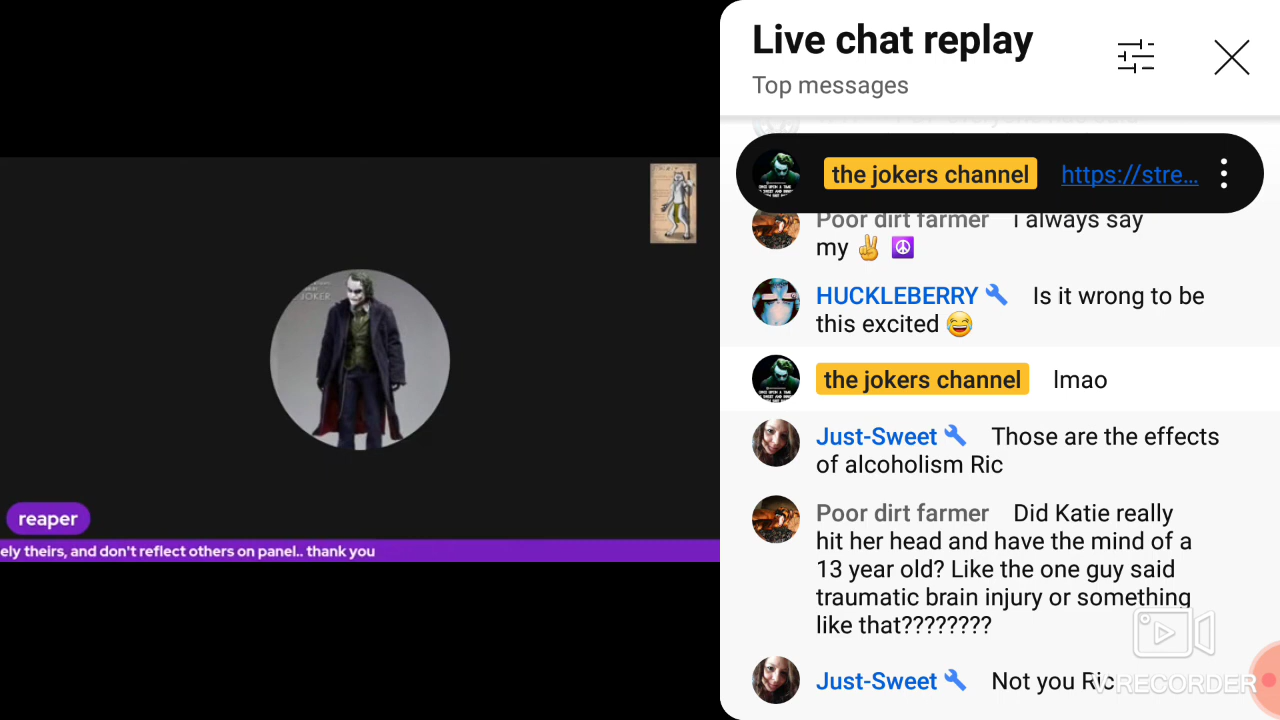 Live chat replay
Top messages
the jokers channel https://stre...
Poor dirt farmer i always say
my ✌️ ☮️
HUCKLEBERRY Is it wrong to be
this excited 😂
the jokers channel lmao
Just-Sweet Those are the effects
of alcoholism Ric
Poor dirt farmer Did Katie really
hit her head and have the mind of a
13 year old? Like the one guy said
traumatic brain injury or something
like that????????
Just-Sweet Not you Ric
JOKER
reaper
ely theirs, and don't reflect others on panel.. thank you
V RECORDER